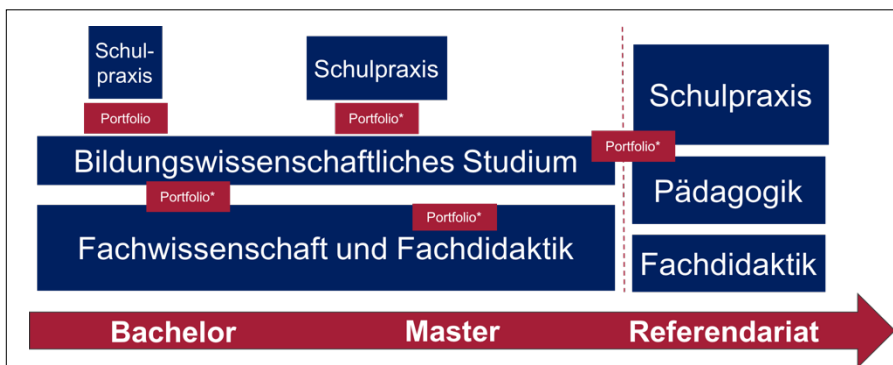 Schul-
praxis
Schulpraxis
Schulpraxis
Portfolio
Portfolio*
Portfolio*
Bildungswissenschaftliches Studium
Pädagogik
Portfolio*
Portfolio*
Fachwissenschaft und Fachdidaktik
Fachdidaktik
Bachelor
Master
Referendariat